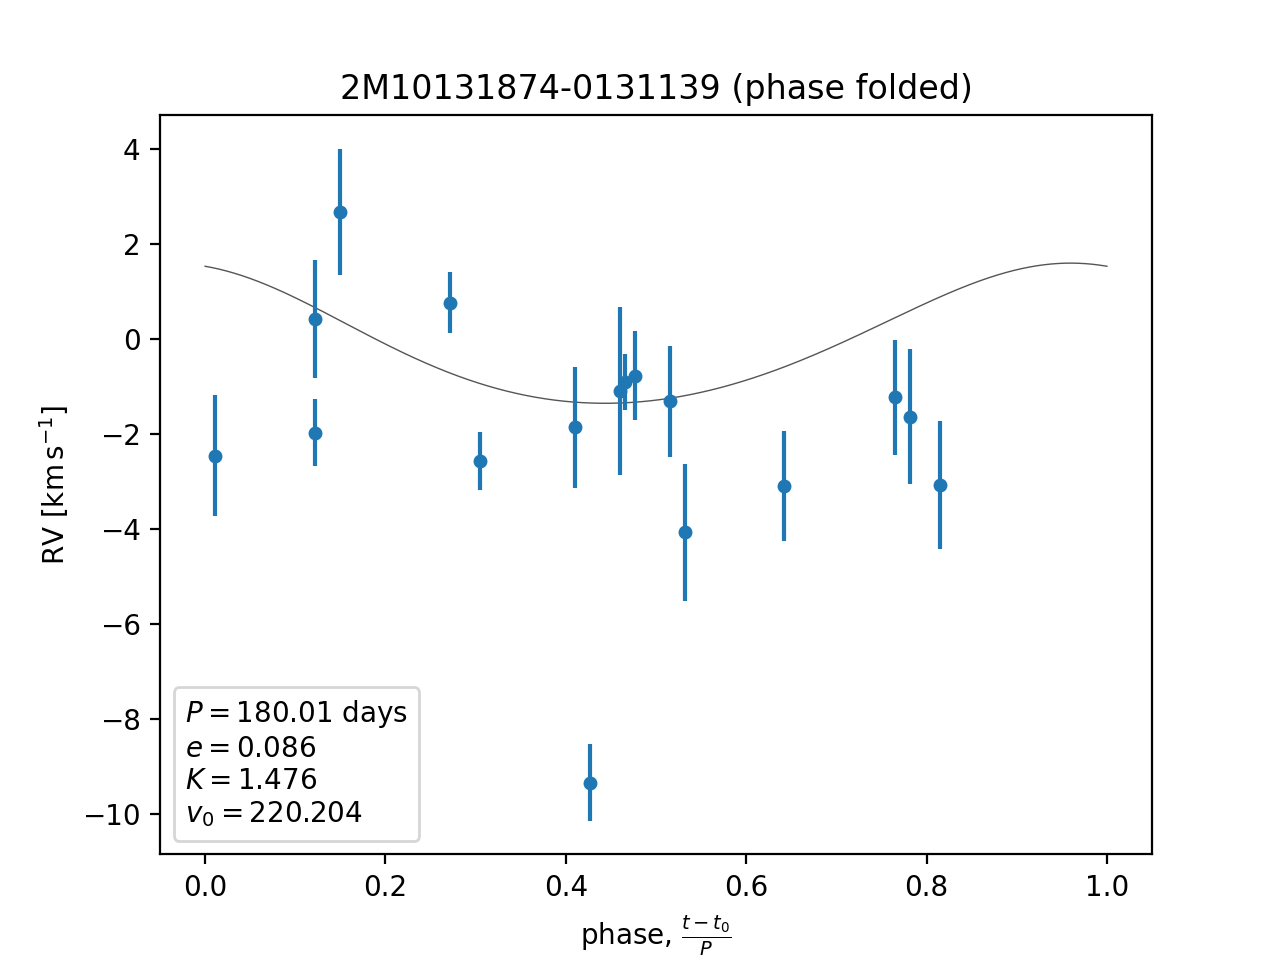 2M10131874-0131139 (phase folded)
4
2
0
−2
−4
−6
−8
−10
RV [km s⁻¹]
P = 180.01 days
e = 0.086
K = 1.476
v₀ = 220.204
0.0 0.2 0.4 0.6 0.8 1.0
phase, (t − t₀)/P